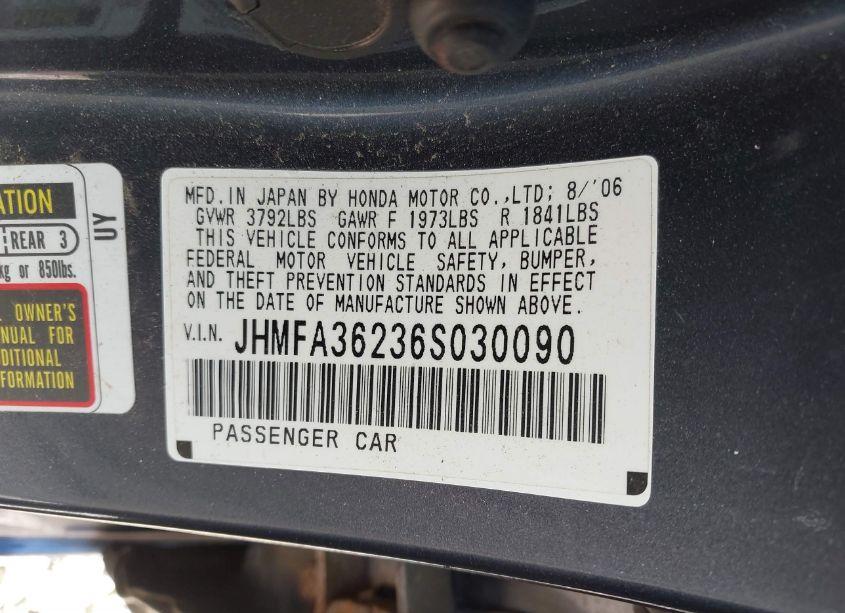 ATION
REAR 3
kg or 850lbs.
OWNER'S
NUAL FOR
DITIONAL
FORMATION
UY
MFD. IN JAPAN BY HONDA MOTOR CO.,LTD; 8/'06
GVWR 3792LBS GAWR F 1973LBS R 1841LBS
THIS VEHICLE CONFORMS TO ALL APPLICABLE
FEDERAL MOTOR VEHICLE SAFETY, BUMPER,
AND THEFT PREVENTION STANDARDS IN EFFECT
ON THE DATE OF MANUFACTURE SHOWN ABOVE.
V.I.N. JHMFA36236S030090
PASSENGER CAR